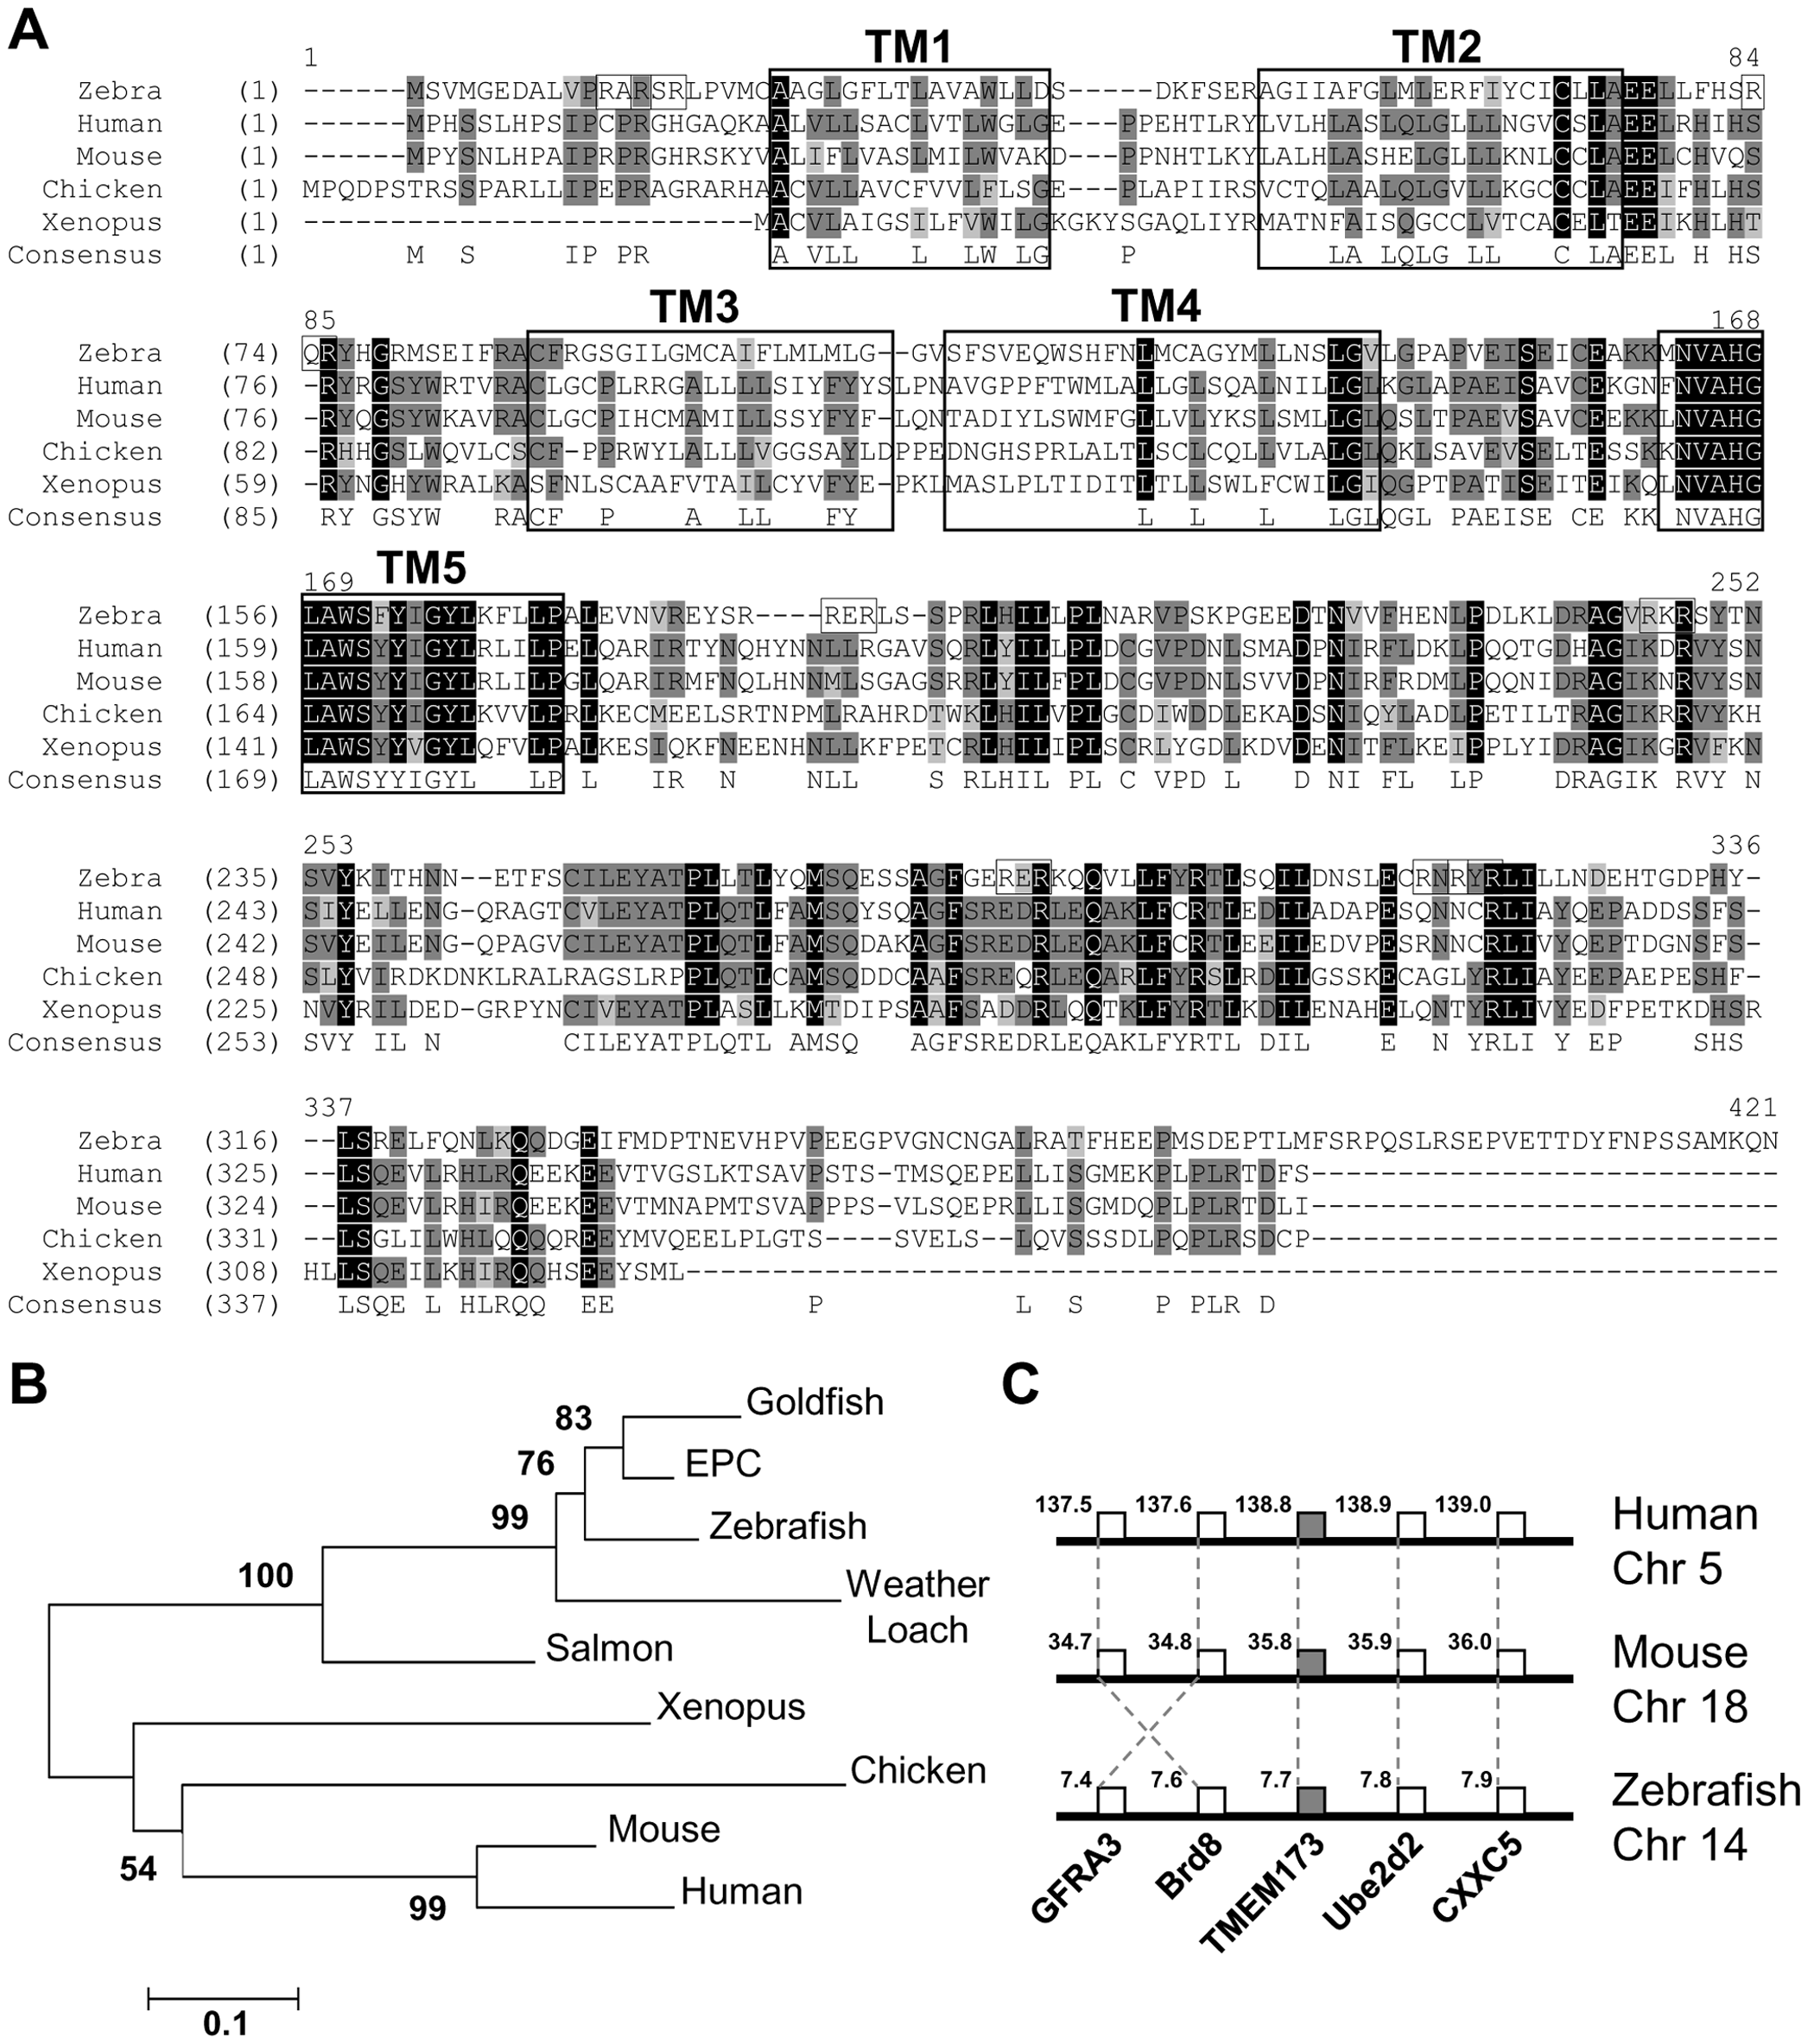 A
TM1 TM2
1 84
Zebra (1) ------MSVMGEDALVPRARSRLPVMCAAGLGFLTLAVAWLLDS-----DKFSERAGIIAFGLMLERFIYCICLLAEELLFHSR
Human (1) ------MPHSSLHPSIPCPRGHGAQKAALVLLSACLVTLWGLGE---PPEHTLRYLVLHLASLQLGLLLNGVCSLAEELRHIHS
Mouse (1) ------MPYSNLHPAIPRPRGHRSKYVALIFLVASLMILWVAKD---PPNHTLKYLALHLASHELGLLLKNLCCLAEELCHVQS
Chicken (1) MPQDPSTRSSPARLLIPEPRAGRARHAACVLLAVCFVVLFLSGE---PLAPIIRSVCTQLAALQLGVLLKGCCCLAEEIFHLHS
Xenopus (1) --------------------------MACVLAIGSILFVWILGKGKYSGAQLIYRMATNFAISQGCCLVTCACELTEEIKHLHT
Consensus (1) M S IP PR A VLL L LW LG P LA LQLG LL C LAEEL H HS
TM3 TM4
85 168
Zebra (74) QRYHGRMSEIFRACFRGSGILGMCAIFLMLMLG--GVSFSVEQWSHFNLMCAGYMLLNSLGVLGPAPVEISEICEAKKMNVAHG
Human (76) -RYRGSYWRTVRACLGCPLRRGALLLLSIYFYYSLPNAVGPPFTWMLALLGLSQALNILLGLKGLAPAEISAVCEKGNFNVAHG
Mouse (76) -RYQGSYWKAVRACLGCPIHCMAMILLSSYFYF-LQNTADIYLSWMFGLLVLYKSLSMLLGLQSLTPAEVSAVCEEKKLNVAHG
Chicken (82) -RHHGSLWQVLCSCF-PPRWYLALLLVGGSAYLDPPEDNGHSPRLALTLSCLCQLLVLALGLQKLSAVEVSELTESSKKNVAHG
Xenopus (59) -RYNGHYWRALKASFNLSCAAFVTAILCYVFYE-PKLMASLPLTIDITLTLLSWLFCWILGIQGPTPATISEITEIKQLNVAHG
Consensus (85) RY GSYW RACF P A LL FY L L L LGLQGL PAEISE CE KK NVAHG
TM5
169 252
Zebra (156) LAWSFYIGYLKFLLPALEVNVREYSR----RERLS-SPRLHILLPLNARVPSKPGEEDTNVVFHENLPDLKLDRAGVRKRSYTN
Human (159) LAWSYYIGYLRLILPELQARIRTYNQHYNNLLRGAVSQRLYILLPLDCGVPDNLSMADPNIRFLDKLPQQTGDHAGIKDRVYSN
Mouse (158) LAWSYYIGYLRLILPGLQARIRMFNQLHNNMLSGAGSRRLYILFPLDCGVPDNLSVVDPNIRFRDMLPQQNIDRAGIKNRVYSN
Chicken (164) LAWSYYIGYLKVVLPRLKECMEELSRTNPMLRAHRDTWKLHILVPLGCDIWDDLEKADSNIQYLADLPETILTRAGIKRRVYKH
Xenopus (141) LAWSYYVGYLQFVLPALKESIQKFNEENHNLLKFPETCRLHILIPLSCRLYGDLKDVDENITFLKEIPPLYIDRAGIKGRVFKN
Consensus (169) LAWSYYIGYL LP L IR N NLL S RLHIL PL C VPD L D NI FL LP DRAGIK RVY N
253 336
Zebra (235) SVYKITHNN--ETFSCILEYATPLLTLYQMSQESSAGFGERERKQQVLLFYRTLSQILDNSLECRNRYRLILLNDEHTGDPHY-
Human (243) SIYELLENG-QRAGTCVLEYATPLQTLFAMSQYSQAGFSREDRLEQAKLFCRTLEDILADAPESQNNCRLIAYQEPADDSSFS-
Mouse (242) SVYEILENG-QPAGVCILEYATPLQTLFAMSQDAKAGFSREDRLEQAKLFCRTLEEILEDVPESRNNCRLIVYQEPTDGNSFS-
Chicken (248) SLYVIRDKDNKLRALRAGSLRPPLQTLCAMSQDDCAAFSREQRLEQARLFYRSLRDILGSSKECAGLYRLIAYEEPAEPESHF-
Xenopus (225) NVYRILDED-GRPYNCIVEYATPLASLLKMTDIPSAAFSADDRLQQTKLFYRTLKDILENAHELQNTYRLIVYEDFPETKDHSR
Consensus (253) SVY IL N CILEYATPLQTL AMSQ AGFSREDRLEQAKLFYRTL DIL E N YRLI Y EP SHS
337 421
Zebra (316) --LSRELFQNLKQQDGEIFMDPTNEVHPVPEEGPVGNCNGALRATFHEEPMSDEPTLMFSRPQSLRSEPVETTDYFNPSSAMKQN
Human (325) --LSQEVLRHLRQEEKEEVTVGSLKTSAVPSTS-TMSQEPELLISGMEKPLPLRTDFS---------------------------
Mouse (324) --LSQEVLRHIRQEEKEEVTMNAPMTSVAPPPS-VLSQEPRLLISGMDQPLPLRTDLI---------------------------
Chicken (331) --LSGLILWHLQQQQREEYMVQEELPLGTS----SVELS--LQVSSSDLPQPLRSDCP---------------------------
Xenopus (308) HLLSQEILKHIRQQHSEEYSML---------------------------------------------------------------
Consensus (337) LSQE L HLRQQ EE P L S P PLR D
B
Goldfish
83
EPC
76
Zebrafish
99
Weather
Loach
100
Salmon
Xenopus
Chicken
Mouse
54
Human
99
0.1
C
137.5 137.6 138.8 138.9 139.0
Human
Chr 5
34.7 34.8 35.8 35.9 36.0
Mouse
Chr 18
7.4 7.6 7.7 7.8 7.9
Zebrafish
Chr 14
GFRA3 Brd8 TMEM173 Ube2d2 CXXC5